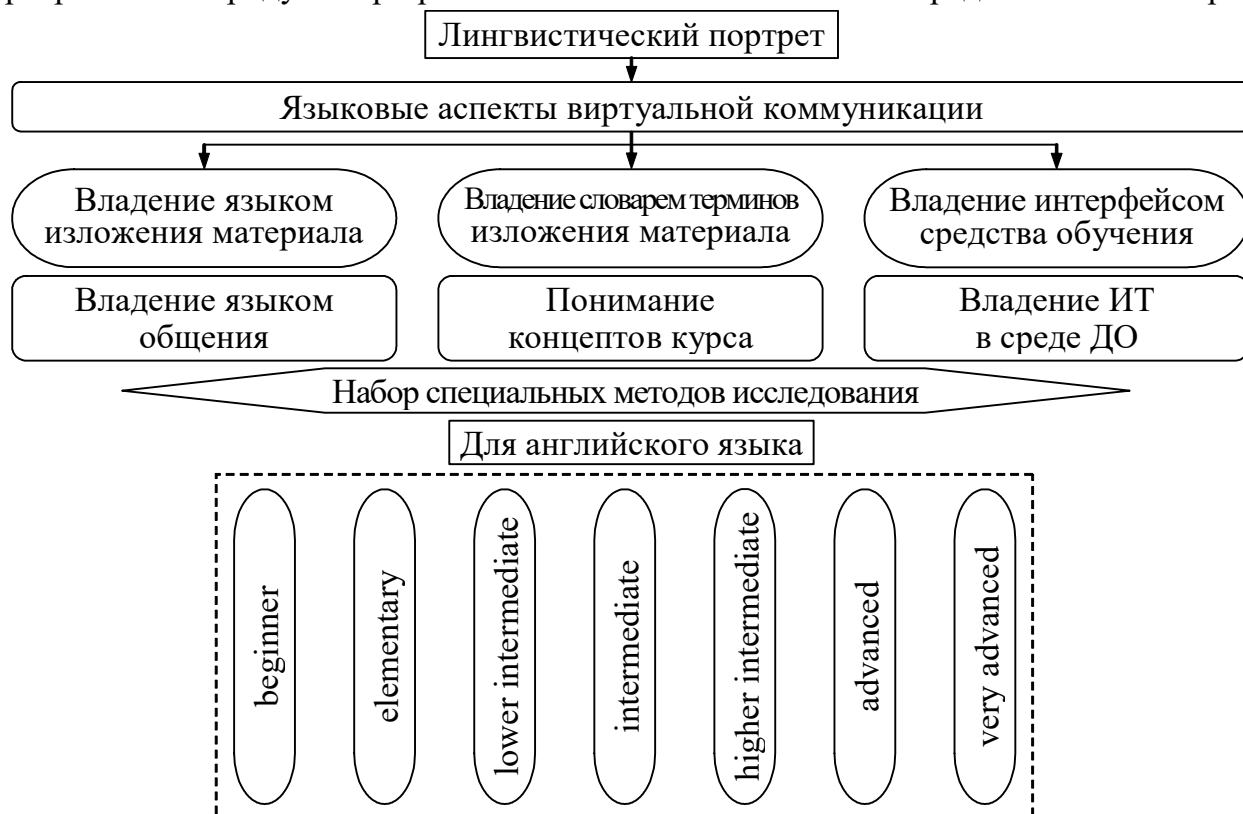 Лингвистический портрет
Языковые аспекты виртуальной коммуникации
Владение языком
изложения материала
Владение словарем терминов
изложения материала
Владение интерфейсом
средства обучения
Владение языком
общения
Понимание
концептов курса
Владение ИТ
в среде ДО
Набор специальных методов исследования
Для английского языка
beginner
elementary
lower intermediate
intermediate
higher intermediate
advanced
very advanced